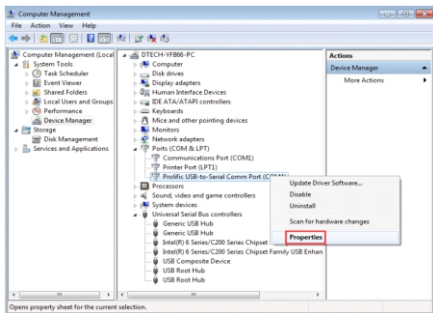 Computer Management
File Action View Help
Computer Management (Local
System Tools
Task Scheduler
Event Viewer
Shared Folders
Local Users and Groups
Performance
Device Manager
Storage
Disk Management
Services and Applications
DTECH-YFB66-PC
Computer
Disk drives
Display adapters
Human Interface Devices
IDE ATA/ATAPI controllers
Keyboards
Mice and other pointing devices
Monitors
Network adapters
Ports (COM & LPT)
Communications Port (COM1)
Printer Port (LPT1)
Prolific USB-to-Serial Comm Port
Processors
Sound, video and game controllers
System devices
Universal Serial Bus controllers
Generic USB Hub
Generic USB Hub
Intel(R) 6 Series/C200 Series Chipset
Intel(R) 6 Series/C200 Series Chipset Family USB Enhan
USB Composite Device
USB Root Hub
USB Root Hub
Update Driver Software...
Disable
Uninstall
Scan for hardware changes
Properties
Actions
Device Manager
More Actions
Opens property sheet for the current selection.